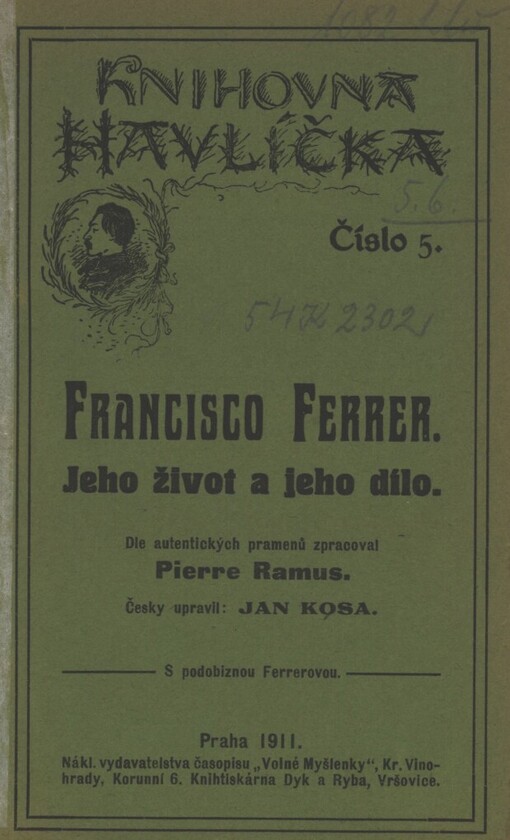 KNIHOVNA
HAVLÍČKA
5.6.
Číslo 5.
54 K 2302
FRANCISCO FERRER.
Jeho život a jeho dílo.
Dle autentických pramenů zpracoval
Pierre Ramus.
Česky upravil: JAN KOSA.
S podobiznou Ferrerovou.
Praha 1911.
Nákl. vydavatelstva časopisu „Volné Myšlenky“, Kr. Vino-
hrady, Korunní 6. Knihtiskárna Dyk a Ryba, Vršovice.